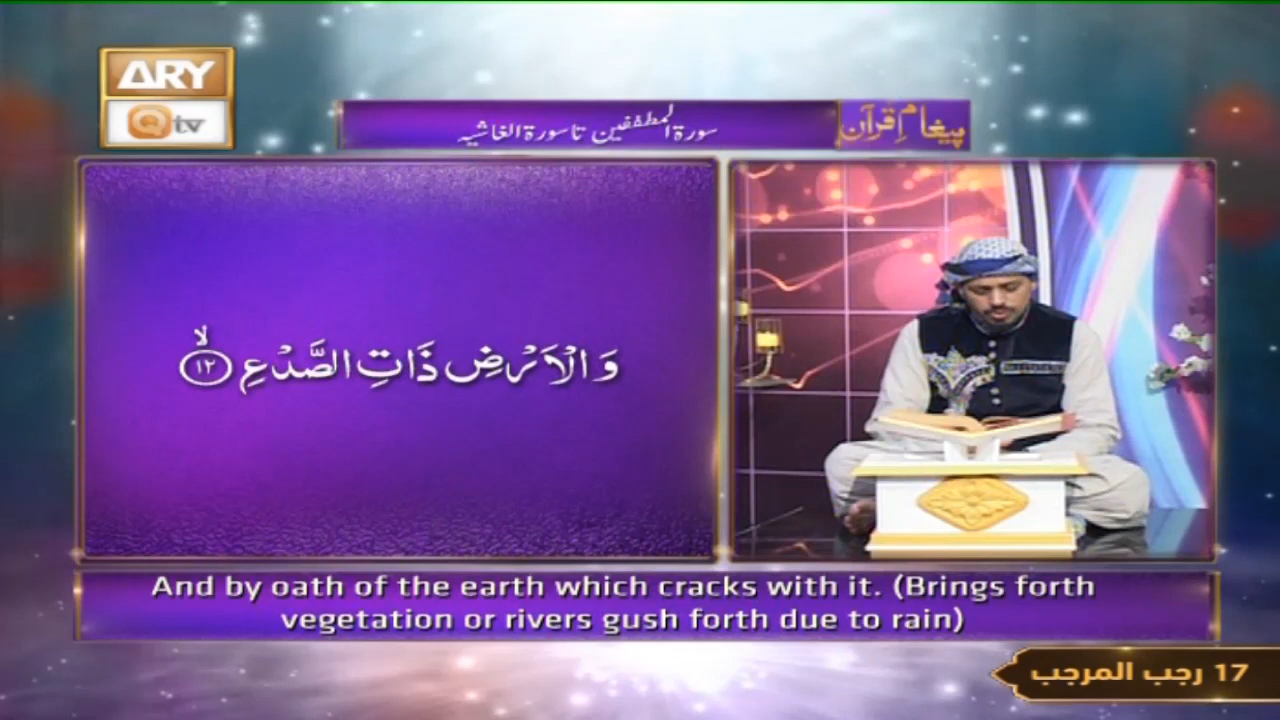 ARY
Qtv
سورۃ المطففین تا سورۃ الغاشیہ
پیغامِ قرآن
وَالْاَرْضِ ذَاتِ الصَّدْعِ ۙ﴿۱۲﴾
And by oath of the earth which cracks with it. (Brings forth
vegetation or rivers gush forth due to rain)
17 رجب المرجب